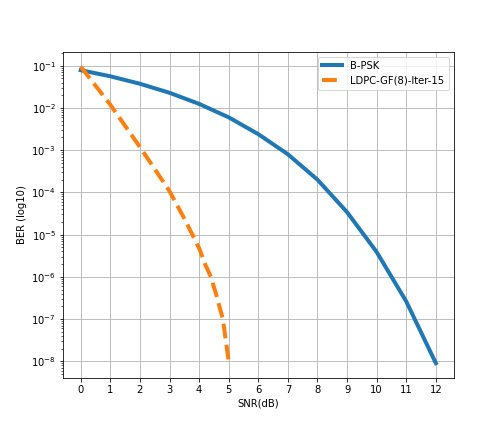 B-PSK
LDPC-GF(8)-Iter-15
BER (log10)
10⁻¹
10⁻²
10⁻³
10⁻⁴
10⁻⁵
10⁻⁶
10⁻⁷
10⁻⁸
0 1 2 3 4 5 6 7 8 9 10 11 12
SNR(dB)